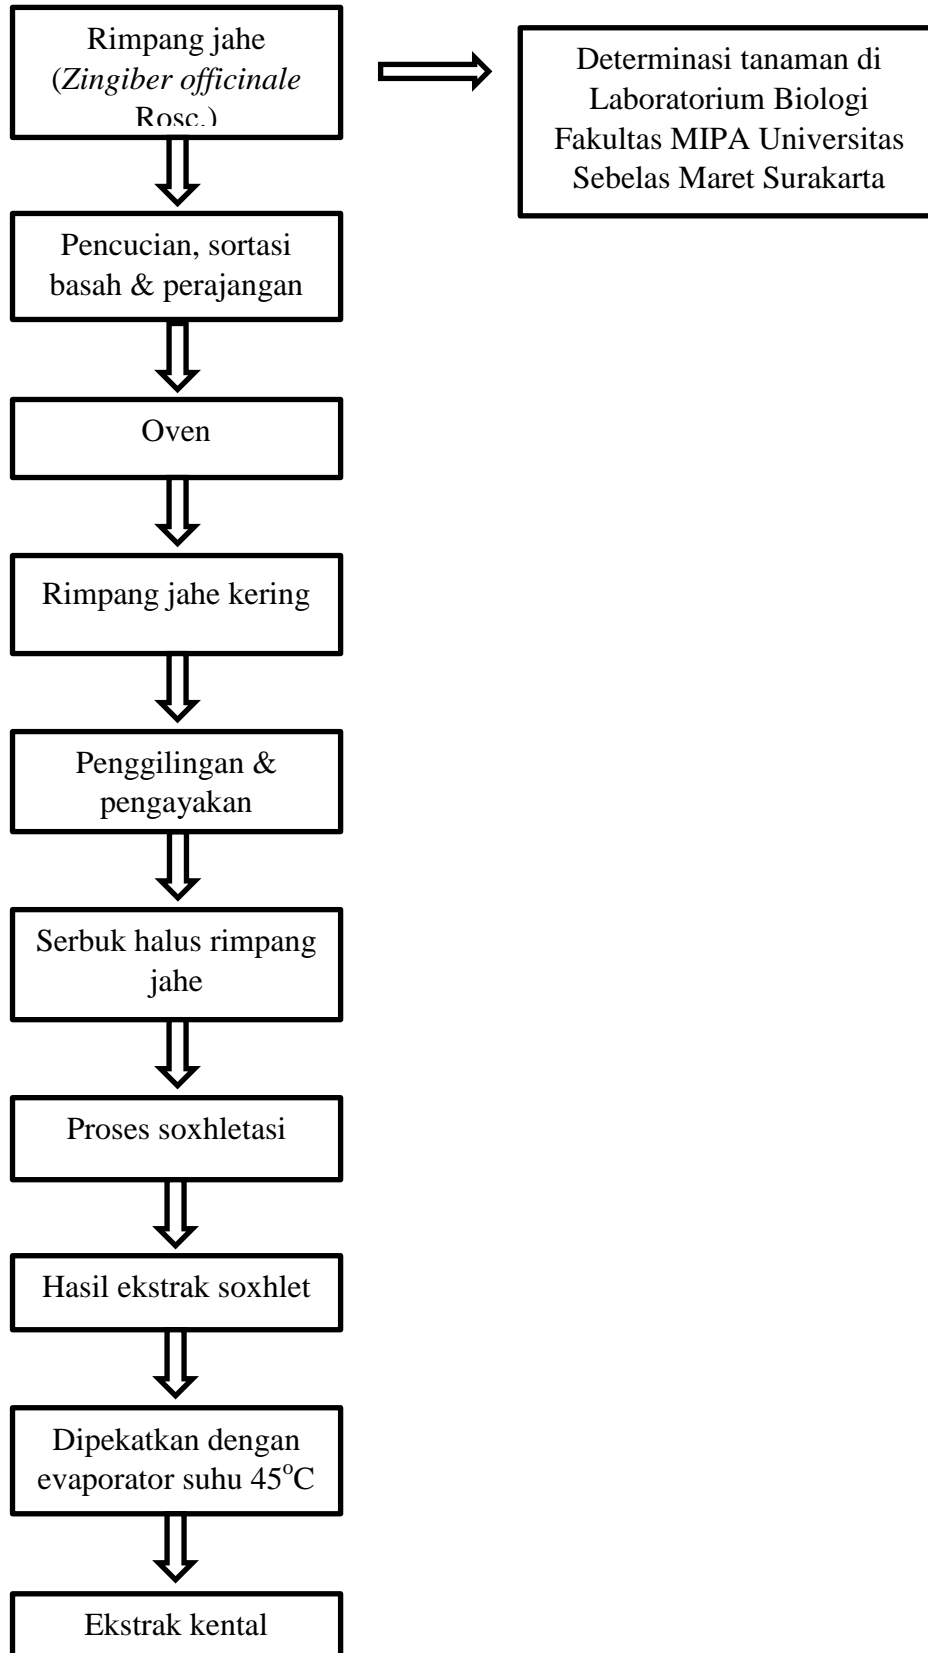 Rimpang jahe
(Zingiber officinale
Rosc.)
Determinasi tanaman di
Laboratorium Biologi
Fakultas MIPA Universitas
Sebelas Maret Surakarta
Pencucian, sortasi
basah & perajangan
Oven
Rimpang jahe kering
Penggilingan &
pengayakan
Serbuk halus rimpang
jahe
Proses soxhletasi
Hasil ekstrak soxhlet
Dipekatkan dengan
evaporator suhu 45°C
Ekstrak kental